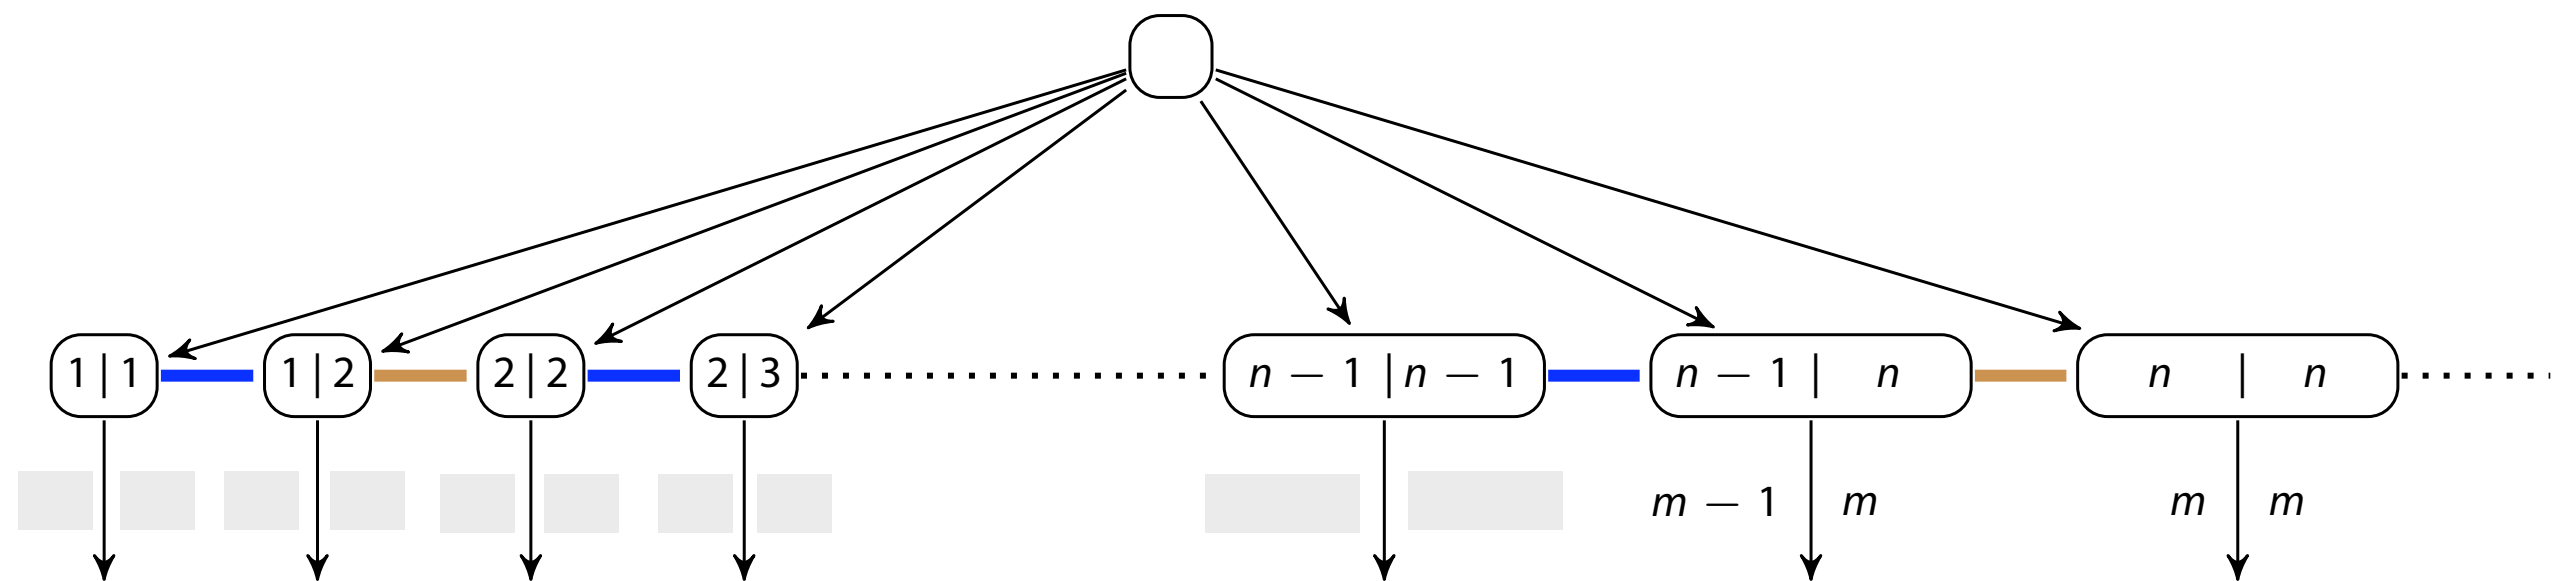 1 | 1 1 | 2 2 | 2 2 | 3 n − 1 | n − 1 n − 1 | n n | n
m − 1 m m m